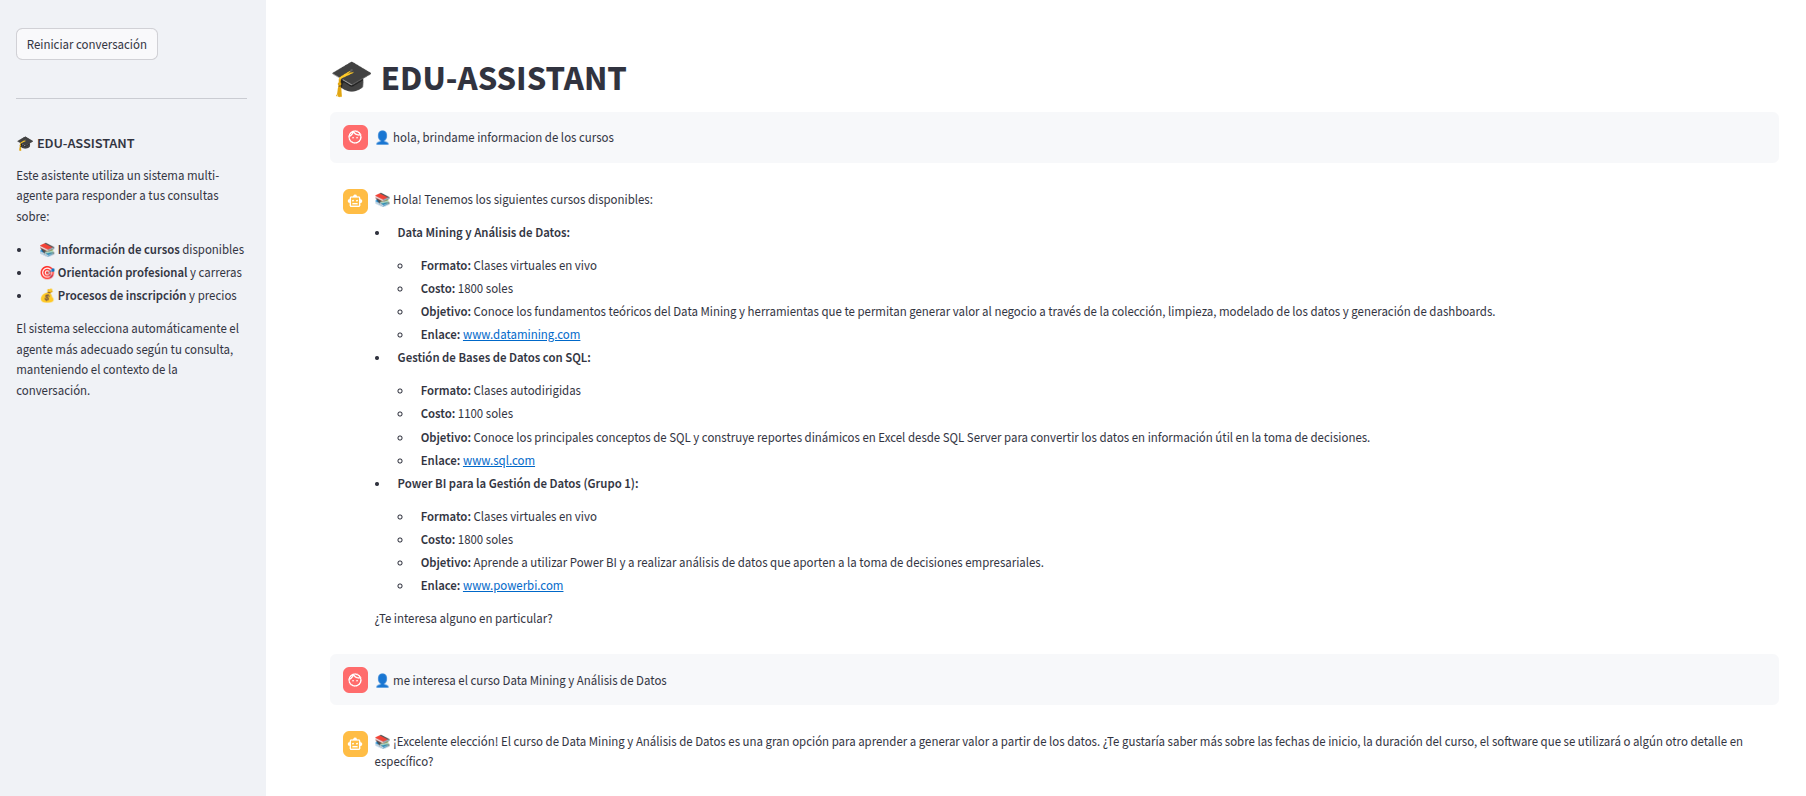 Reiniciar conversación
🎓 EDU-ASSISTANT
Este asistente utiliza un sistema multi-
agente para responder a tus consultas
sobre:
• 📚 Información de cursos disponibles
• 🎯 Orientación profesional y carreras
• 💰 Procesos de inscripción y precios
El sistema selecciona automáticamente el
agente más adecuado según tu consulta,
manteniendo el contexto de la
conversación.
🎓 EDU-ASSISTANT
👤 hola, brindame informacion de los cursos
📚 Hola! Tenemos los siguientes cursos disponibles:
• Data Mining y Análisis de Datos:
◦ Formato: Clases virtuales en vivo
◦ Costo: 1800 soles
◦ Objetivo: Conoce los fundamentos teóricos del Data Mining y herramientas que te permitan generar valor al negocio a través de la colección, limpieza, modelado de los datos y generación de dashboards.
◦ Enlace: www.datamining.com
• Gestión de Bases de Datos con SQL:
◦ Formato: Clases autodirigidas
◦ Costo: 1100 soles
◦ Objetivo: Conoce los principales conceptos de SQL y construye reportes dinámicos en Excel desde SQL Server para convertir los datos en información útil en la toma de decisiones.
◦ Enlace: www.sql.com
• Power BI para la Gestión de Datos (Grupo 1):
◦ Formato: Clases virtuales en vivo
◦ Costo: 1800 soles
◦ Objetivo: Aprende a utilizar Power BI y a realizar análisis de datos que aporten a la toma de decisiones empresariales.
◦ Enlace: www.powerbi.com
¿Te interesa alguno en particular?
👤 me interesa el curso Data Mining y Análisis de Datos
📚 ¡Excelente elección! El curso de Data Mining y Análisis de Datos es una gran opción para aprender a generar valor a partir de los datos. ¿Te gustaría saber más sobre las fechas de inicio, la duración del curso, el software que se utilizará o algún otro detalle en
específico?